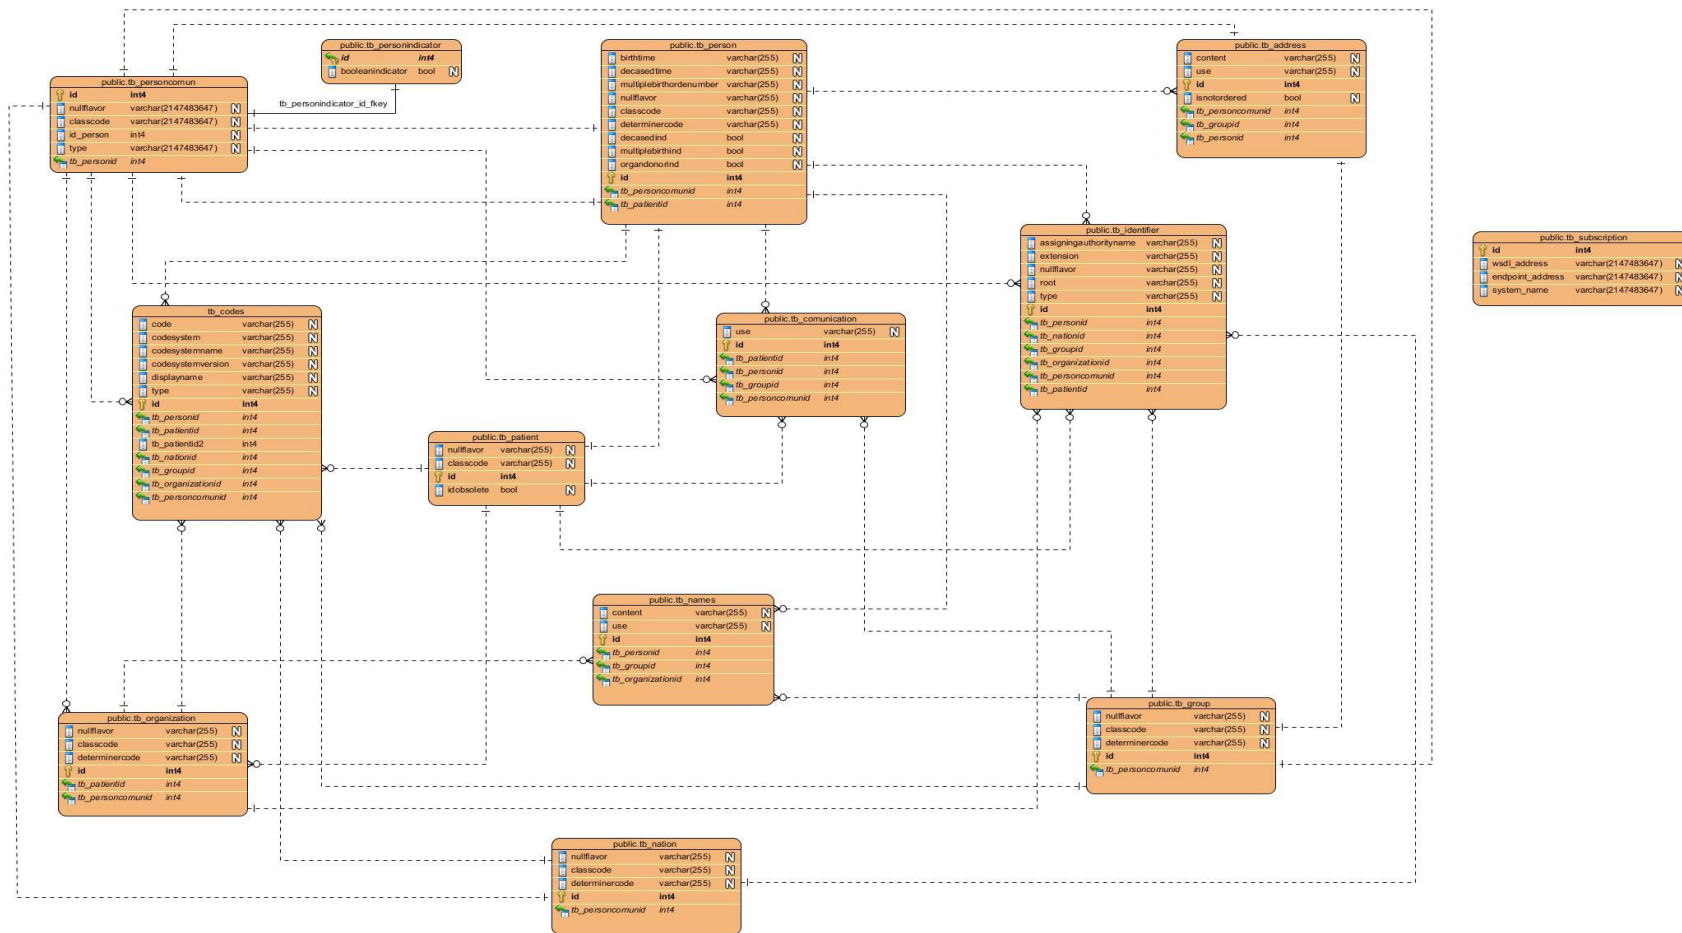 public.tb_personcomun
id int4
nullflavor varchar(2147483647) N
classcode varchar(2147483647) N
id_person int4 N
type varchar(2147483647) N
tb_personid int4
public.tb_personindicator
id int4
booleanindicator bool N
tb_personindicator_id_fkey
public.tb_person
birthtime varchar(255) N
decasedtime varchar(255) N
multiplebirthordenumber varchar(255) N
nullflavor varchar(255) N
classcode varchar(255) N
determinercode varchar(255) N
decasedind bool N
multiplebirthind bool N
organdonorind bool N
id int4
tb_personcomunid int4
tb_patientid int4
public.tb_address
content varchar(255) N
use varchar(255) N
id int4
isnotordered bool N
tb_personcomunid int4
tb_groupid int4
tb_personid int4
public.tb_identifier
assigningauthorityname varchar(255) N
extension varchar(255) N
nullflavor varchar(255) N
root varchar(255) N
type varchar(255) N
id int4
tb_personid int4
tb_nationid int4
tb_groupid int4
tb_organizationid int4
tb_personcomunid int4
tb_patientid int4
public.tb_subscription
id int4
wsdl_address varchar(2147483647) N
endpoint_address varchar(2147483647) N
system_name varchar(2147483647) N
tb_codes
code varchar(255) N
codesystem varchar(255) N
codesystemname varchar(255) N
codesystemversion varchar(255) N
displayname varchar(255) N
type varchar(255) N
id int4
tb_personid int4
tb_patientid int4
tb_patientid2 int4
tb_nationid int4
tb_groupid int4
tb_organizationid int4
tb_personcomunid int4
public.tb_comunication
use varchar(255) N
id int4
tb_patientid int4
tb_personid int4
tb_groupid int4
tb_personcomunid int4
public.tb_patient
nullflavor varchar(255) N
classcode varchar(255) N
id int4
idobsolete bool N
public.tb_names
content varchar(255) N
use varchar(255) N
id int4
tb_personid int4
tb_groupid int4
tb_organizationid int4
public.tb_organization
nullflavor varchar(255) N
classcode varchar(255) N
determinercode varchar(255) N
id int4
tb_patientid int4
tb_personcomunid int4
public.tb_group
nullflavor varchar(255) N
classcode varchar(255) N
determinercode varchar(255) N
id int4
tb_personcomunid int4
public.tb_nation
nullflavor varchar(255) N
classcode varchar(255) N
determinercode varchar(255) N
id int4
tb_personcomunid int4